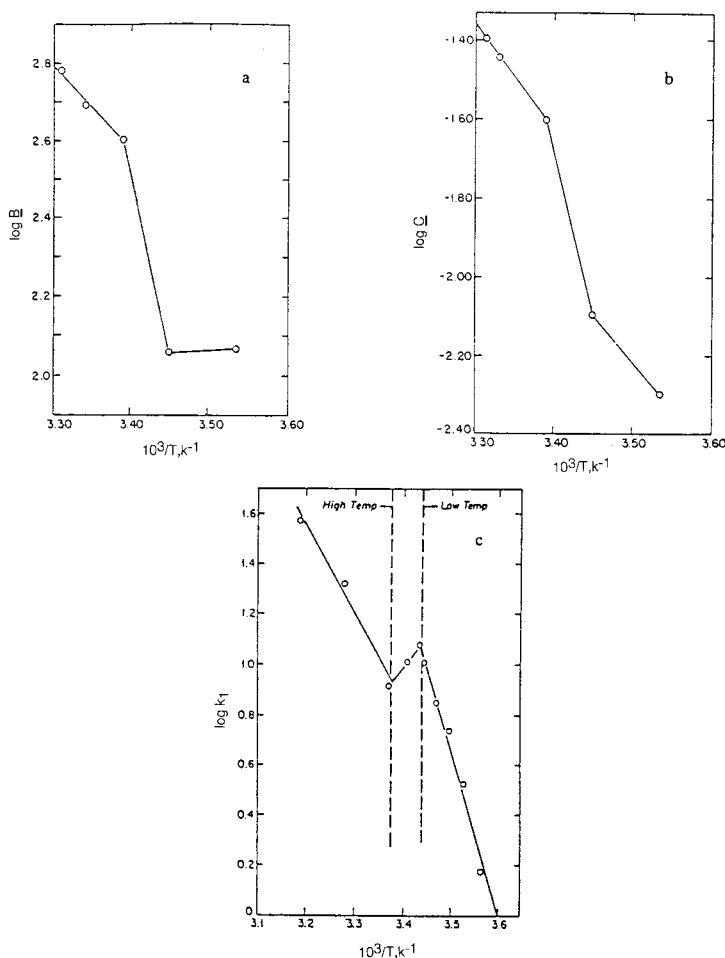 a
2.8
2.6
2.4
2.2
2.0
log B
3.30 3.40 3.50 3.60
10³/T,k⁻¹
b
-1.40
-1.60
-1.80
-2.00
-2.20
-2.40
log C
3.30 3.40 3.50 3.60
10³/T,k⁻¹
c
High Temp
Low Temp
1.6
1.4
1.2
1.0
0.8
0.6
0.4
0.2
0
log k₁
3.1 3.2 3.3 3.4 3.5 3.6
10³/T,k⁻¹